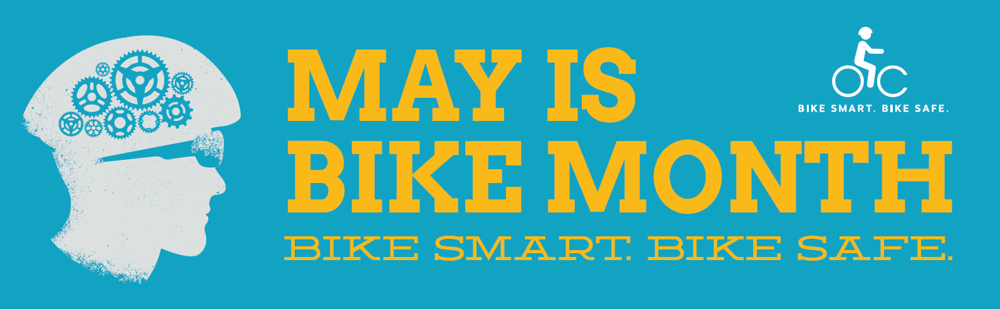 MAY IS
BIKE MONTH
BIKE SMART. BIKE SAFE.
BIKE SMART. BIKE SAFE.